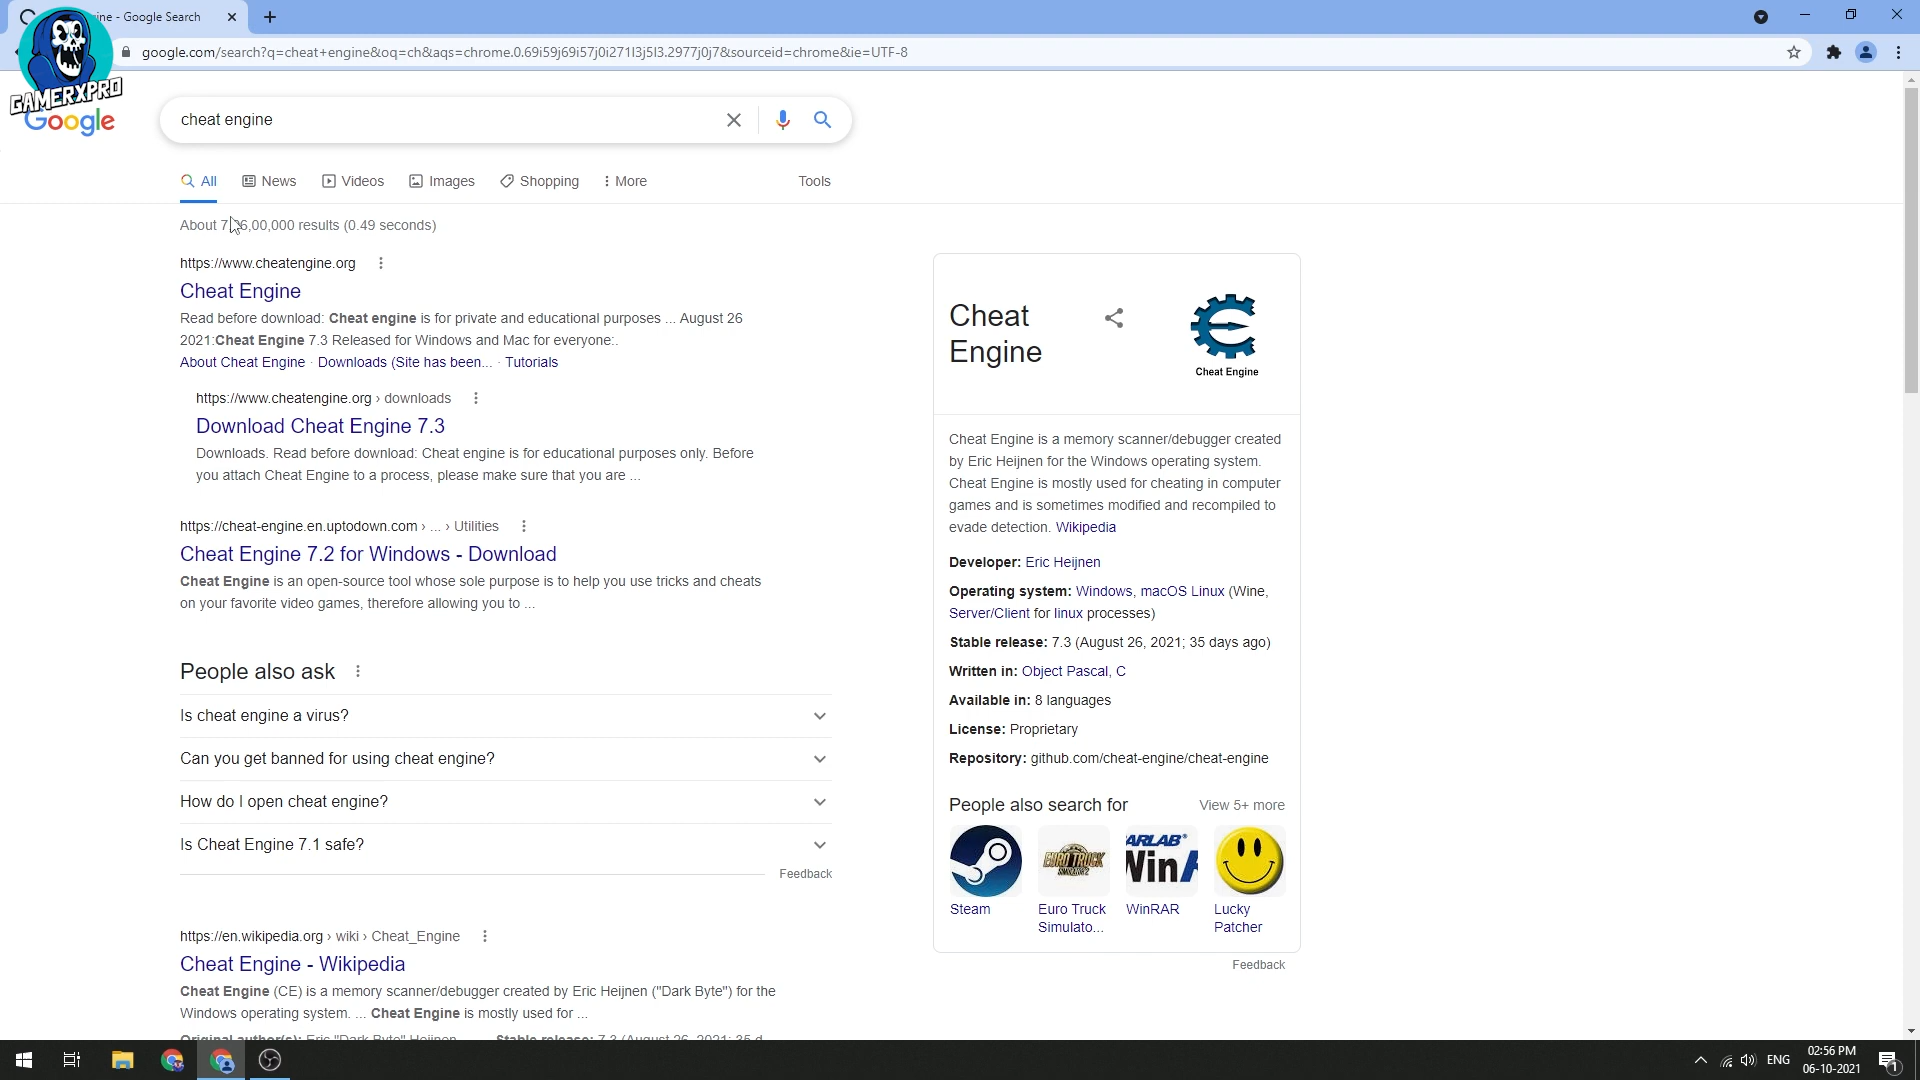 ine - Google Search
google.com/search?q=cheat+engine&oq=ch&aqs=chrome.0.69i59j69i57j0i271l3j5l3.2977j0j7&sourceid=chrome&ie=UTF-8
GAMERXPRO
Google
cheat engine
All News Videos Images Shopping More Tools
About results (0.49 seconds)
https://www.cheatengine.org
Cheat Engine
Read before download: Cheat engine is for private and educational purposes ... August 26
2021:Cheat Engine 7.3 Released for Windows and Mac for everyone:.
About Cheat Engine · Downloads (Site has been... · Tutorials
https://www.cheatengine.org › downloads
Download Cheat Engine 7.3
Downloads. Read before download: Cheat engine is for educational purposes only. Before
you attach Cheat Engine to a process, please make sure that you are ...
https://cheat-engine.en.uptodown.com › ... › Utilities
Cheat Engine 7.2 for Windows - Download
Cheat Engine is an open-source tool whose sole purpose is to help you use tricks and cheats
on your favorite video games, therefore allowing you to ...
People also ask
Is cheat engine a virus?
Can you get banned for using cheat engine?
How do I open cheat engine?
Is Cheat Engine 7.1 safe?
Feedback
https://en.wikipedia.org › wiki › Cheat_Engine
Cheat Engine - Wikipedia
Cheat Engine (CE) is a memory scanner/debugger created by Eric Heijnen ("Dark Byte") for the
Windows operating system. ... Cheat Engine is mostly used for ...
Original author(s): Eric "Dark Byte" Heijnen Stable release: 7.3 (August 26, 2021; 35 d
Cheat
Engine
Cheat Engine
Cheat Engine is a memory scanner/debugger created
by Eric Heijnen for the Windows operating system.
Cheat Engine is mostly used for cheating in computer
games and is sometimes modified and recompiled to
evade detection. Wikipedia
Developer: Eric Heijnen
Operating system: Windows, macOS Linux (Wine,
Server/Client for linux processes)
Stable release: 7.3 (August 26, 2021; 35 days ago)
Written in: Object Pascal, C
Available in: 8 languages
License: Proprietary
Repository: github.com/cheat-engine/cheat-engine
People also search for View 5+ more
EURO TRUCK
SIMULATOR 2
ARLAB®
WinR
Steam
Euro Truck
Simulato...
WinRAR
Lucky
Patcher
Feedback
ENG
02:56 PM
06-10-2021
1